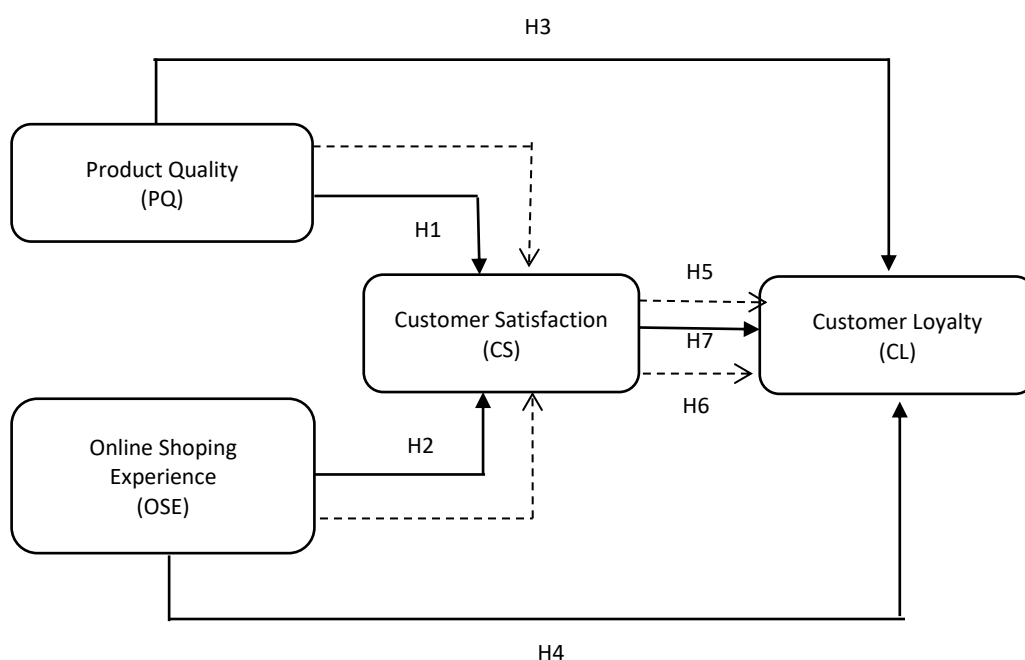 H3
Product Quality
(PQ)
H1
H5
Customer Satisfaction
(CS)
H7
Customer Loyalty
(CL)
H6
Online Shoping
Experience
(OSE)
H2
H4